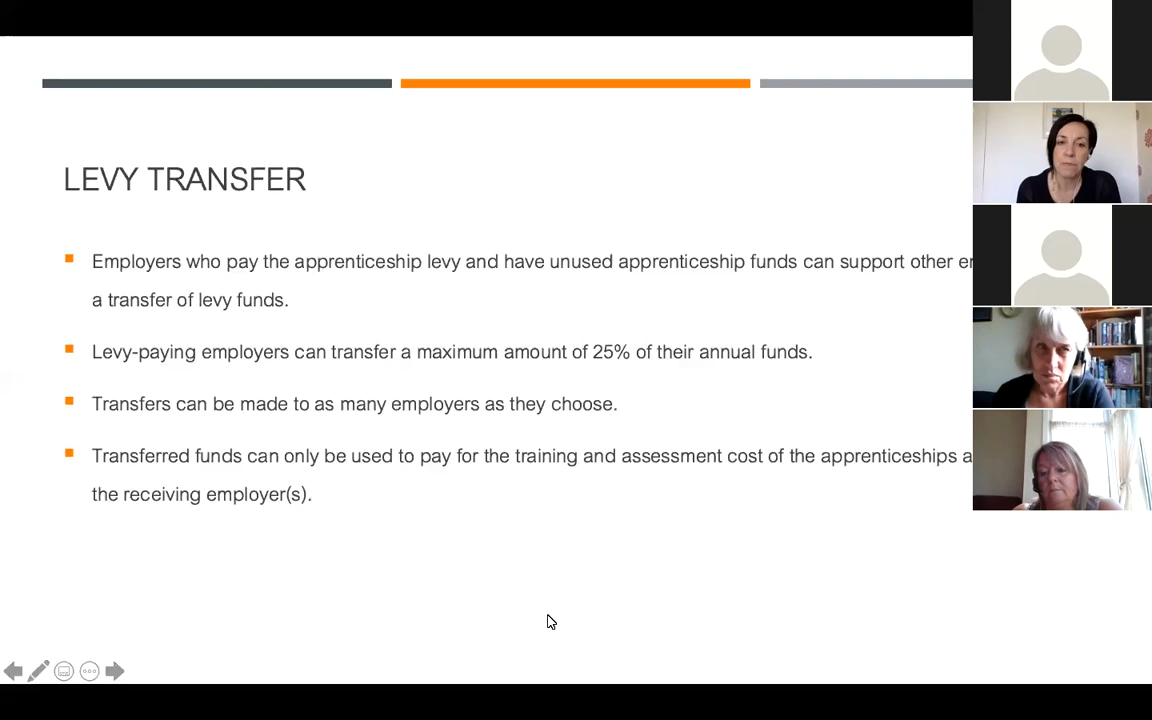 LEVY TRANSFER
Employers who pay the apprenticeship levy and have unused apprenticeship funds can support other
a transfer of levy funds.
Levy-paying employers can transfer a maximum amount of 25% of their annual funds.
Transfers can be made to as many employers as they choose.
Transferred funds can only be used to pay for the training and assessment cost of the apprenticeships
the receiving employer(s).